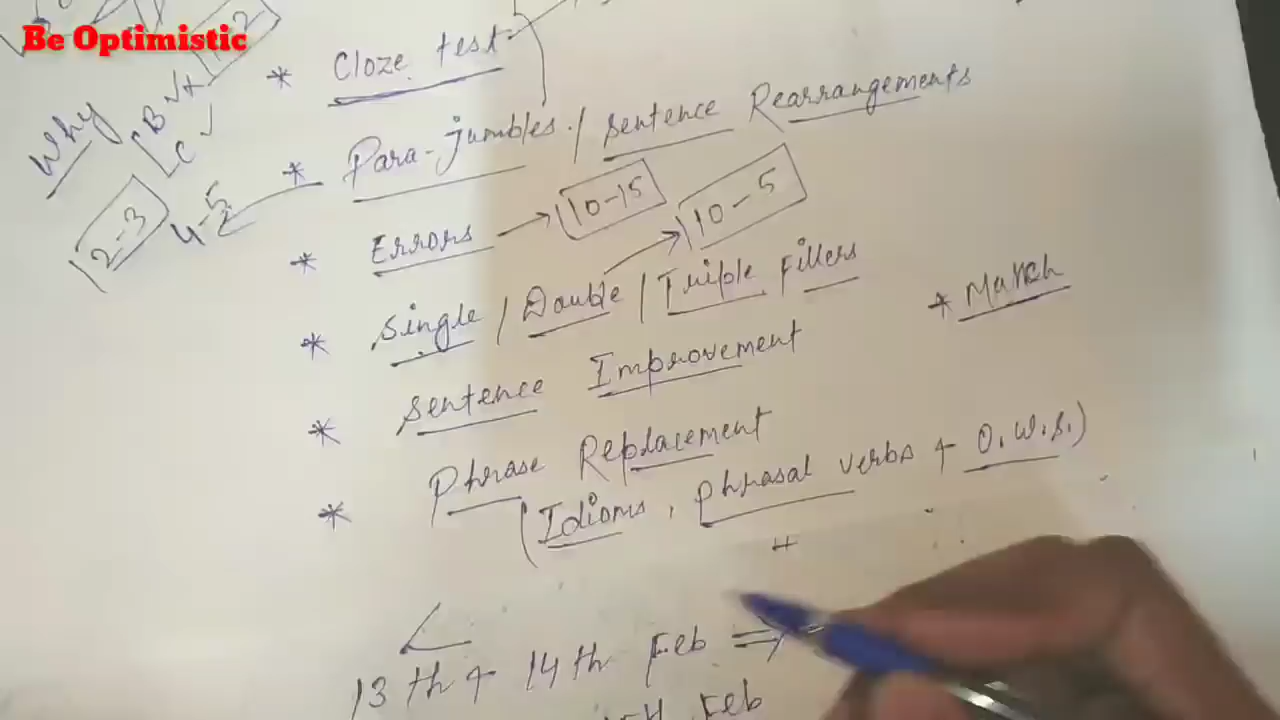 Be Optimistic
* Cloze test
Why
B
C
* Para-jumbles / Sentence Rearrangements
2-3
4-5
* Errors → 10-15
10-5
* Single / Double / Triple Fillers
* Match
* Sentence Improvement
* Phrase Replacement
(Idioms, Phrasal verbs + O.W.S.)
13th + 14th Feb ⇒
Feb